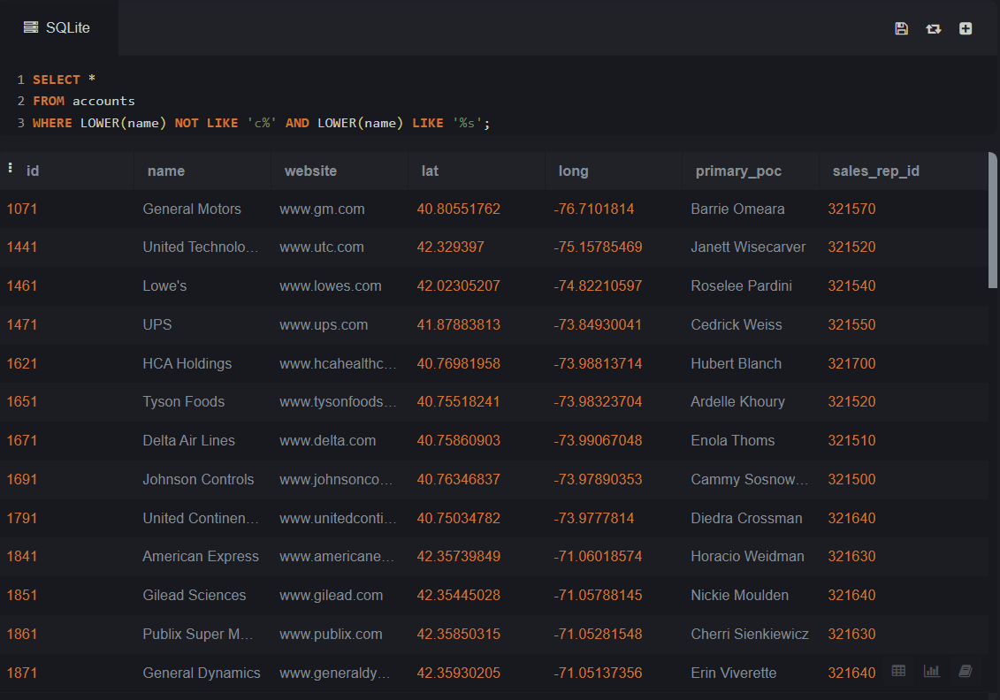 SQLite
1 SELECT *
2 FROM accounts
3 WHERE LOWER(name) NOT LIKE 'c%' AND LOWER(name) LIKE '%s';
id name website lat long primary_poc sales_rep_id
1071 General Motors www.gm.com 40.80551762 -76.7101814 Barrie Omeara 321570
1441 United Technolo… www.utc.com 42.329397 -75.15785469 Janett Wisecarver 321520
1461 Lowe's www.lowes.com 42.02305207 -74.82210597 Roselee Pardini 321540
1471 UPS www.ups.com 41.87883813 -73.84930041 Cedrick Weiss 321550
1621 HCA Holdings www.hcahealthc… 40.76981958 -73.98813714 Hubert Blanch 321700
1651 Tyson Foods www.tysonfoods… 40.75518241 -73.98323704 Ardelle Khoury 321520
1671 Delta Air Lines www.delta.com 40.75860903 -73.99067048 Enola Thoms 321510
1691 Johnson Controls www.johnsonco… 40.76346837 -73.97890353 Cammy Sosnow… 321500
1791 United Continen… www.unitedconti… 40.75034782 -73.9777814 Diedra Crossman 321640
1841 American Express www.americane… 42.35739849 -71.06018574 Horacio Weidman 321630
1851 Gilead Sciences www.gilead.com 42.35445028 -71.05788145 Nickie Moulden 321640
1861 Publix Super M… www.publix.com 42.35850315 -71.05281548 Cherri Sienkiewicz 321630
1871 General Dynamics www.generaldy… 42.35930205 -71.05137356 Erin Viverette 321640